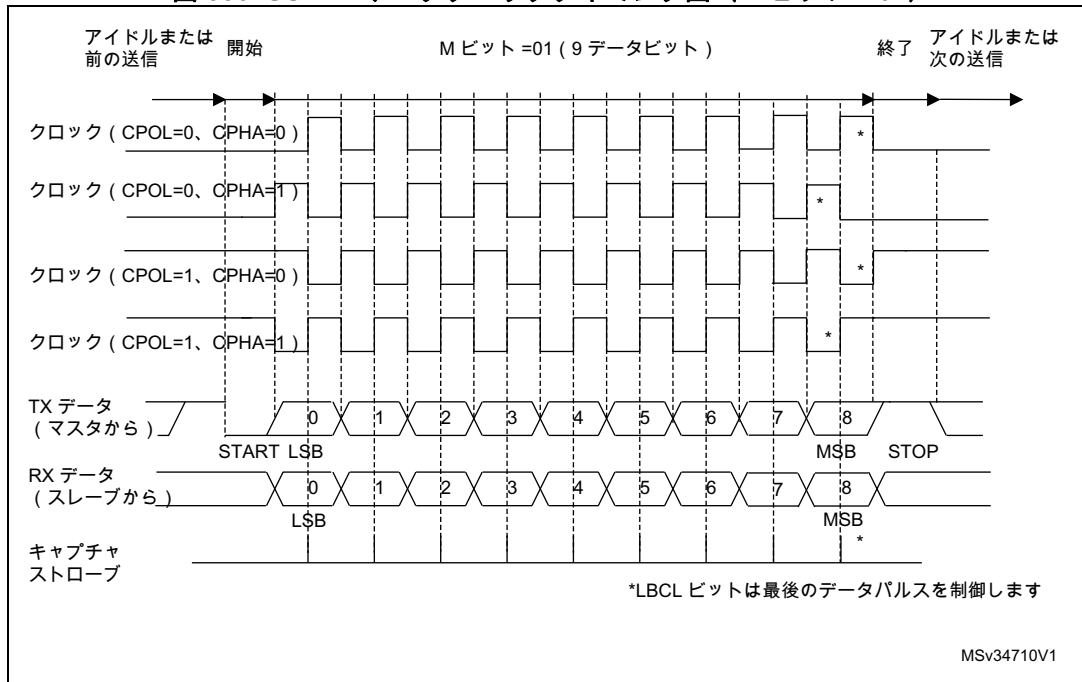 アイドルまたは
前の送信
開始
M ビット =01 ( 9 データビット )
終了
アイドルまたは
次の送信
クロック ( CPOL=0、CPHA=0 )
*
クロック ( CPOL=0、CPHA=1 )
*
クロック ( CPOL=1、CPHA=0 )
*
クロック ( CPOL=1、CPHA=1 )
*
TX データ
( マスタから )
0 1 2 3 4 5 6 7 8
START LSB MSB STOP
RX データ
( スレーブから )
0 1 2 3 4 5 6 7 8
LSB MSB
キャプチャ
ストローブ
*
*LBCL ビットは最後のデータパルスを制御します
MSv34710V1